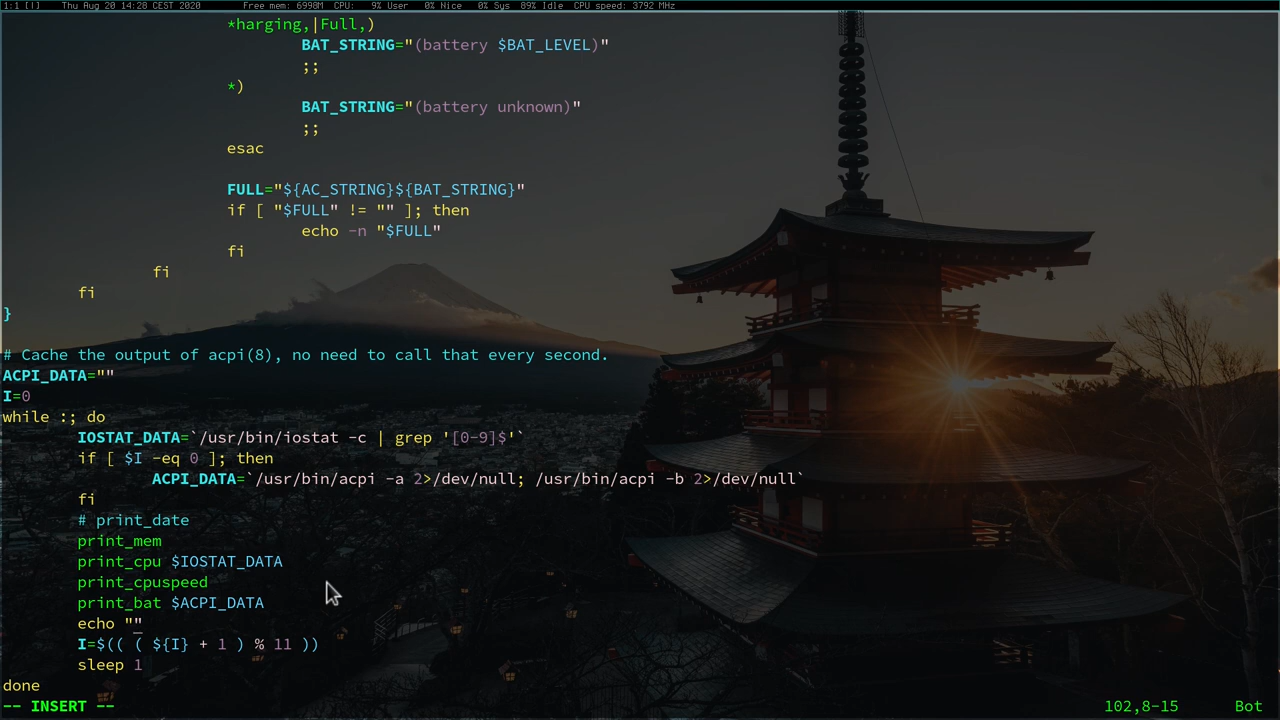 1:1 [|] Thu Aug 20 14:28 CEST 2020 Free mem: 6998M CPU: 9% User 0% Nice 0% Sys 89% Idle CPU speed: 3792 MHz
*harging,|Full,)
BAT_STRING="(battery $BAT_LEVEL)"
;;
*)
BAT_STRING="(battery unknown)"
;;
esac
FULL="${AC_STRING}${BAT_STRING}"
if [ "$FULL" != "" ]; then
echo -n "$FULL"
fi
fi
fi
}
# Cache the output of acpi(8), no need to call that every second.
ACPI_DATA=""
I=0
while :; do
IOSTAT_DATA=`/usr/bin/iostat -c | grep '[0-9]$'`
if [ $I -eq 0 ]; then
ACPI_DATA=`/usr/bin/acpi -a 2>/dev/null; /usr/bin/acpi -b 2>/dev/null`
fi
# print_date
print_mem
print_cpu $IOSTAT_DATA
print_cpuspeed
print_bat $ACPI_DATA
echo ""
I=$(( ( ${I} + 1 ) % 11 ))
sleep 1
done
-- INSERT -- 102,8-15 Bot